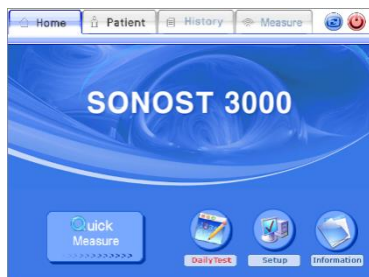 Home Patient History Measure
SONOST 3000
Quick
Measure
DailyTest Setup Information